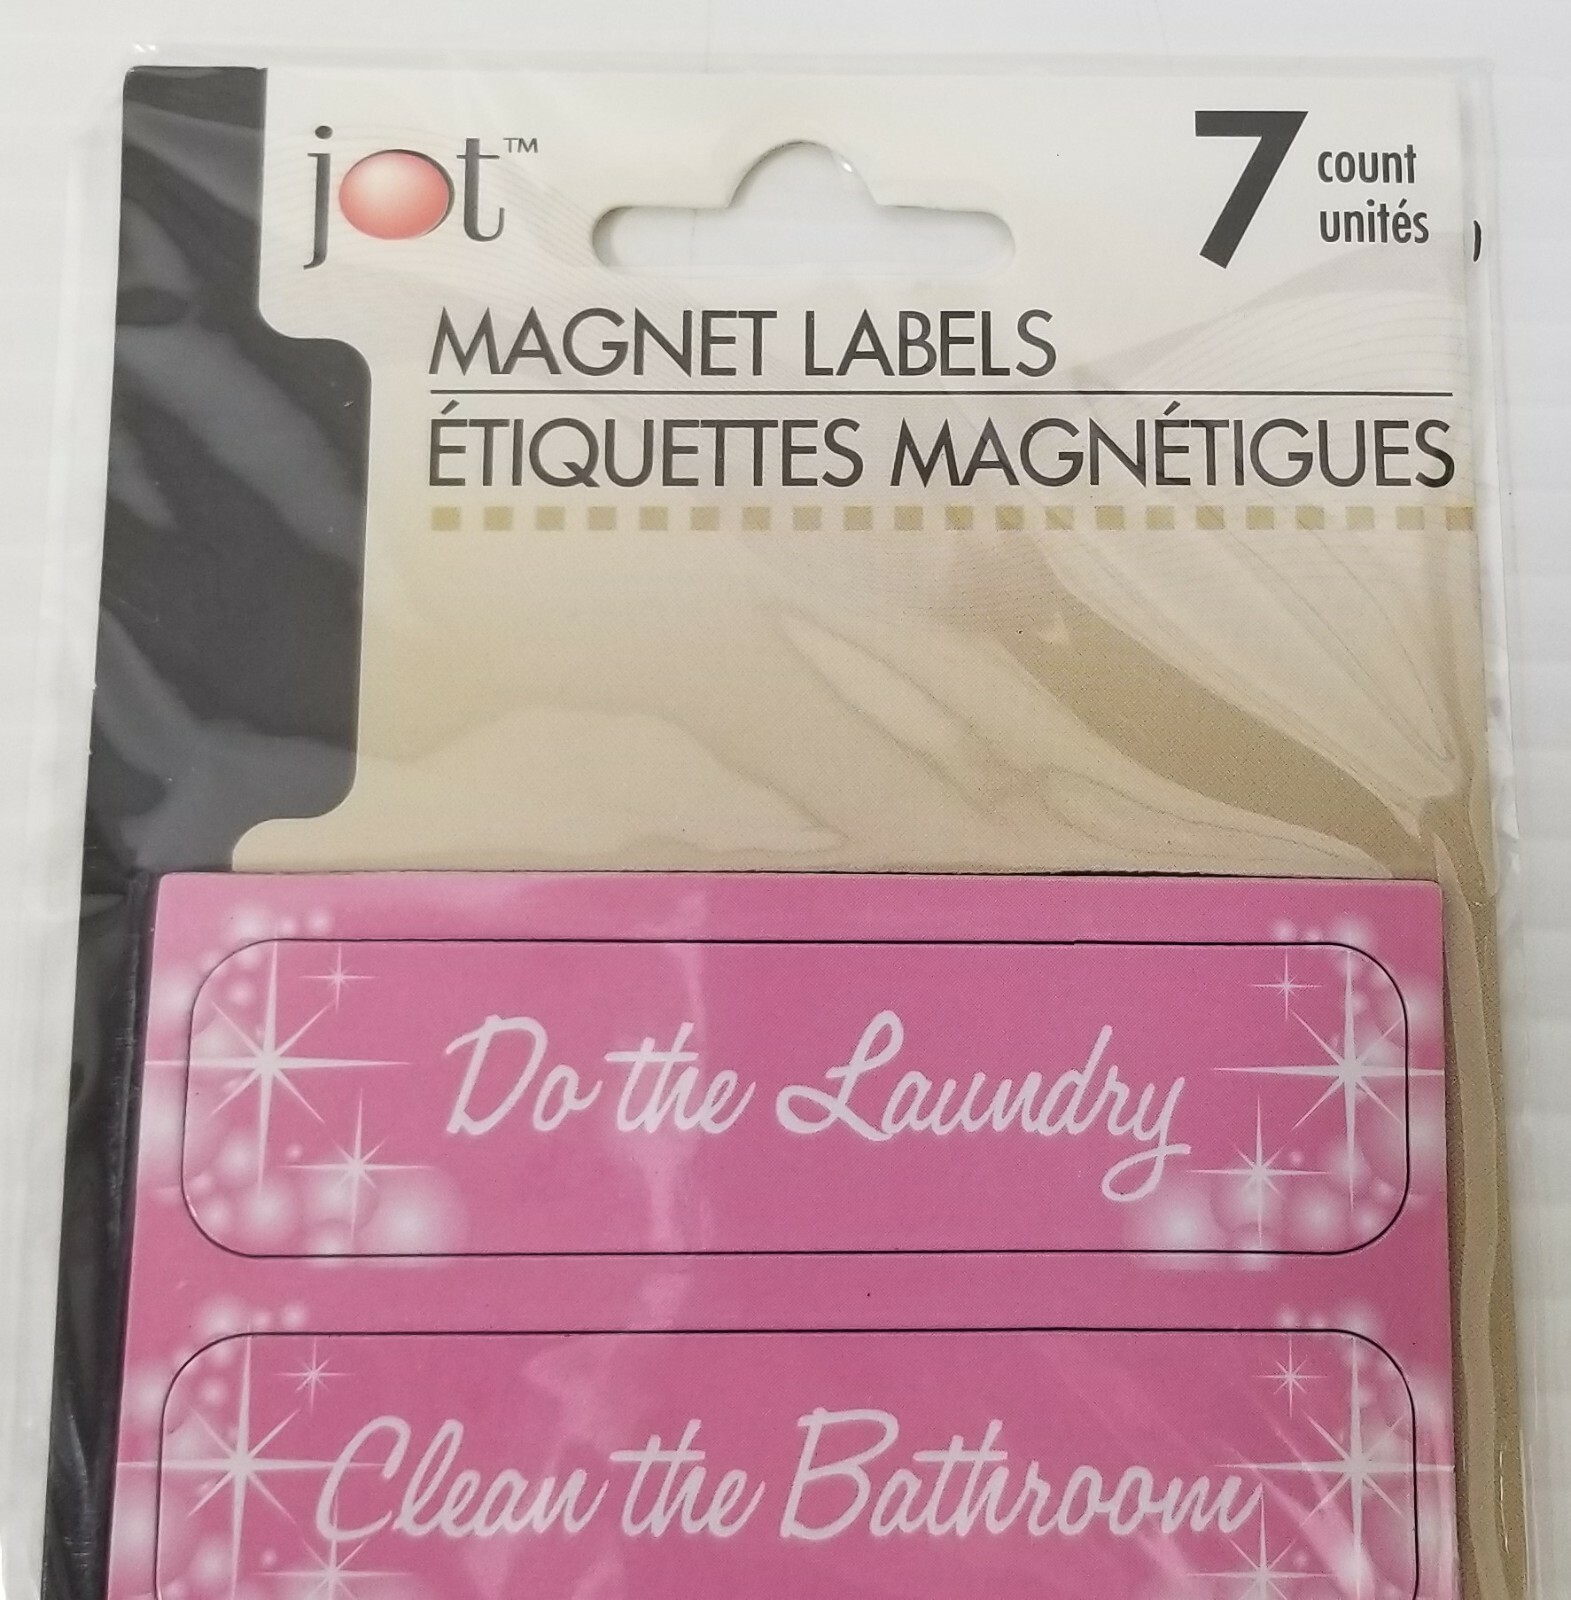 jot™
7 count
unités
MAGNET LABELS
ÉTIQUETTES MAGNÉTIGUES
Do the Laundry
Clean the Bathroom